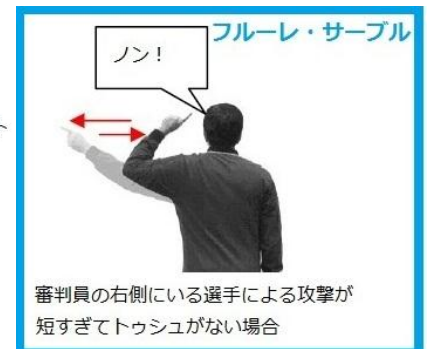 フルーレ・サーブル
ノン！
審判員の右側にいる選手による攻撃が
短すぎてトゥシュがない場合